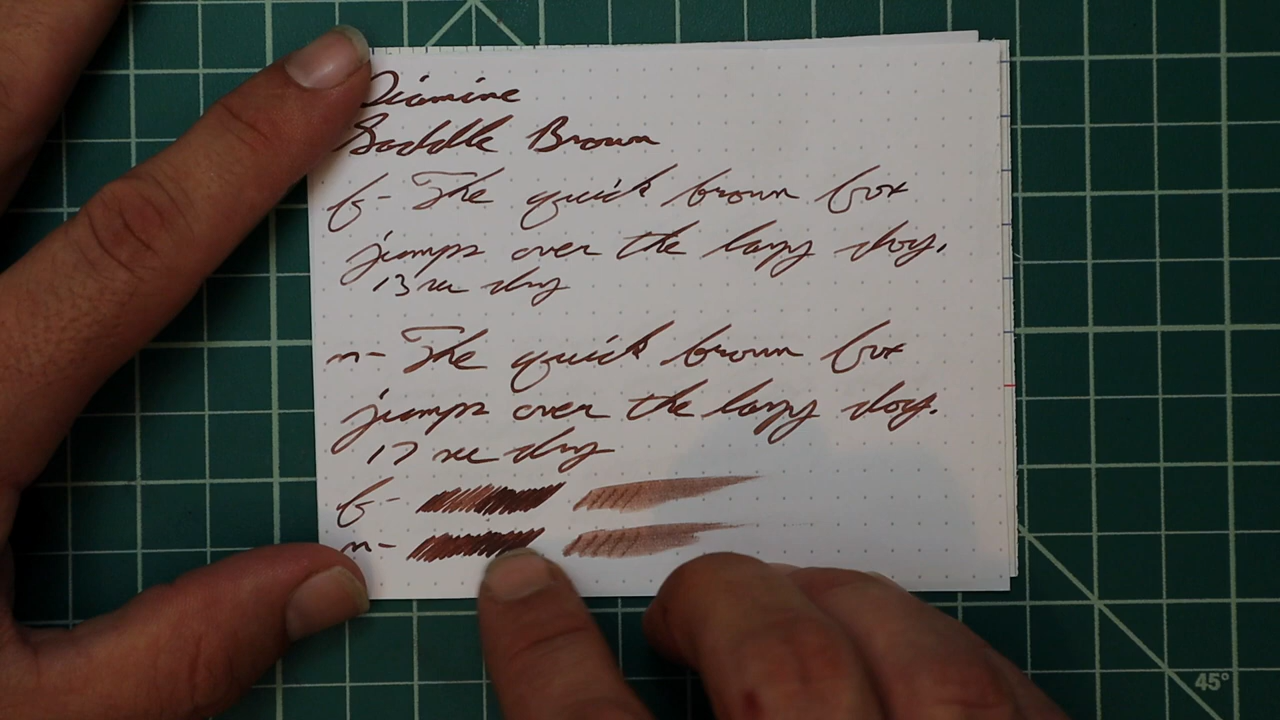 Diamine
Saddle Brown
f- The quick brown fox
jumps over the lazy dog.
13 sec dry
m- The quick brown fox
jumps over the lazy dog.
17 sec dry
f-
m-
45°